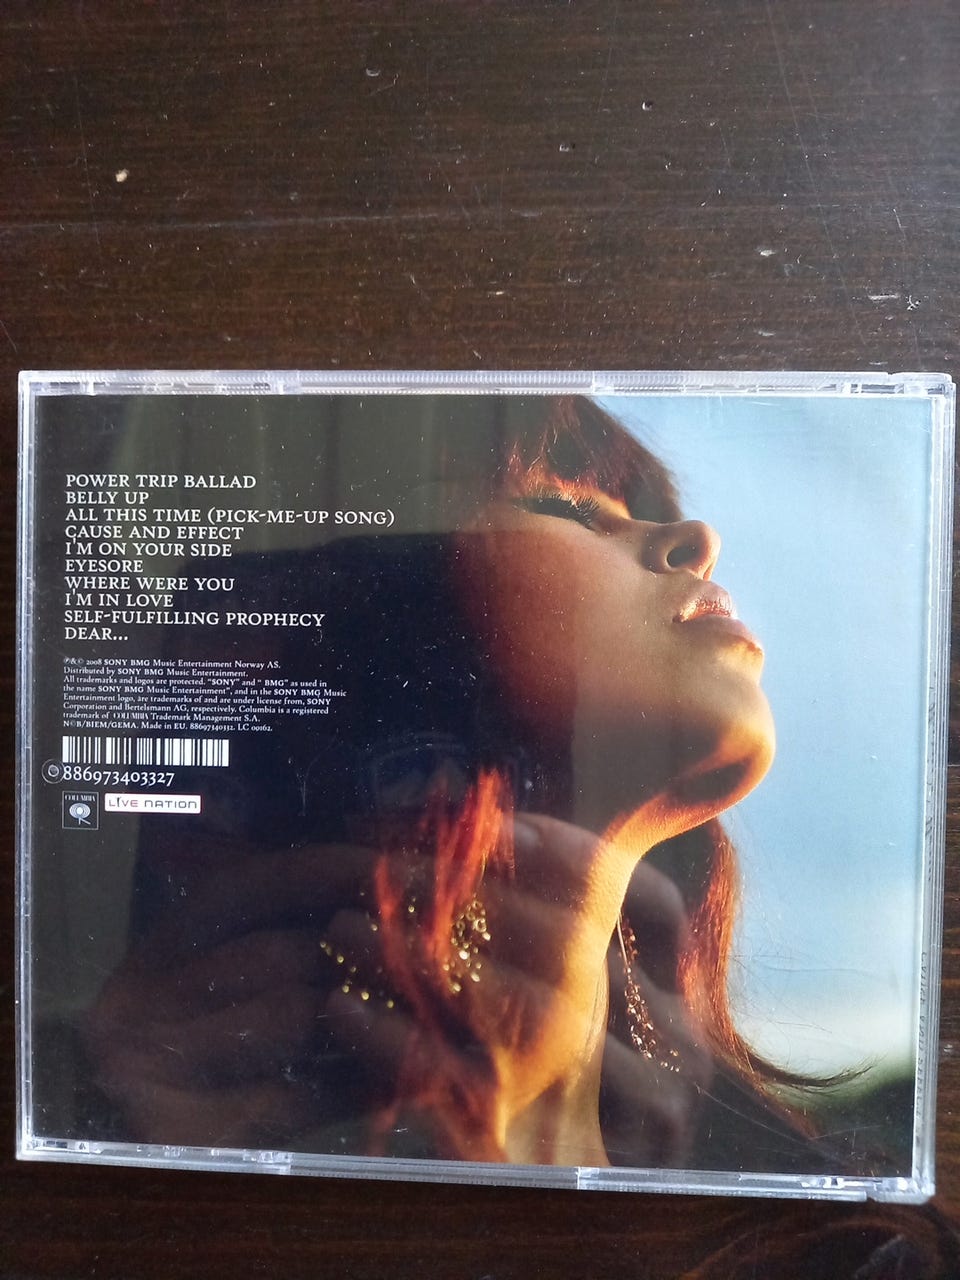 POWER TRIP BALLAD
BELLY UP
ALL THIS TIME (PICK-ME-UP SONG)
CAUSE AND EFFECT
I'M ON YOUR SIDE
EYESORE
WHERE WERE YOU
I'M IN LOVE
SELF-FULFILLING PROPHECY
DEAR...
℗&© 2008 SONY BMG Music Entertainment Norway AS.
Distributed by SONY BMG Music Entertainment.
All trademarks and logos are protected. "SONY" and " BMG" as used in
the name SONY BMG Music Entertainment", and in the SONY BMG Music
Entertainment logo, are trademarks of and are under license from, SONY
Corporation and Bertelsmann AG, respectively. Columbia is a registered
trademark of COLUMBIA Trademark Management S.A.
N©B/BIEM/GEMA. Made in EU. 88697340332. LC 00162.
886973403327
COLUMBIA
LIVE NATION